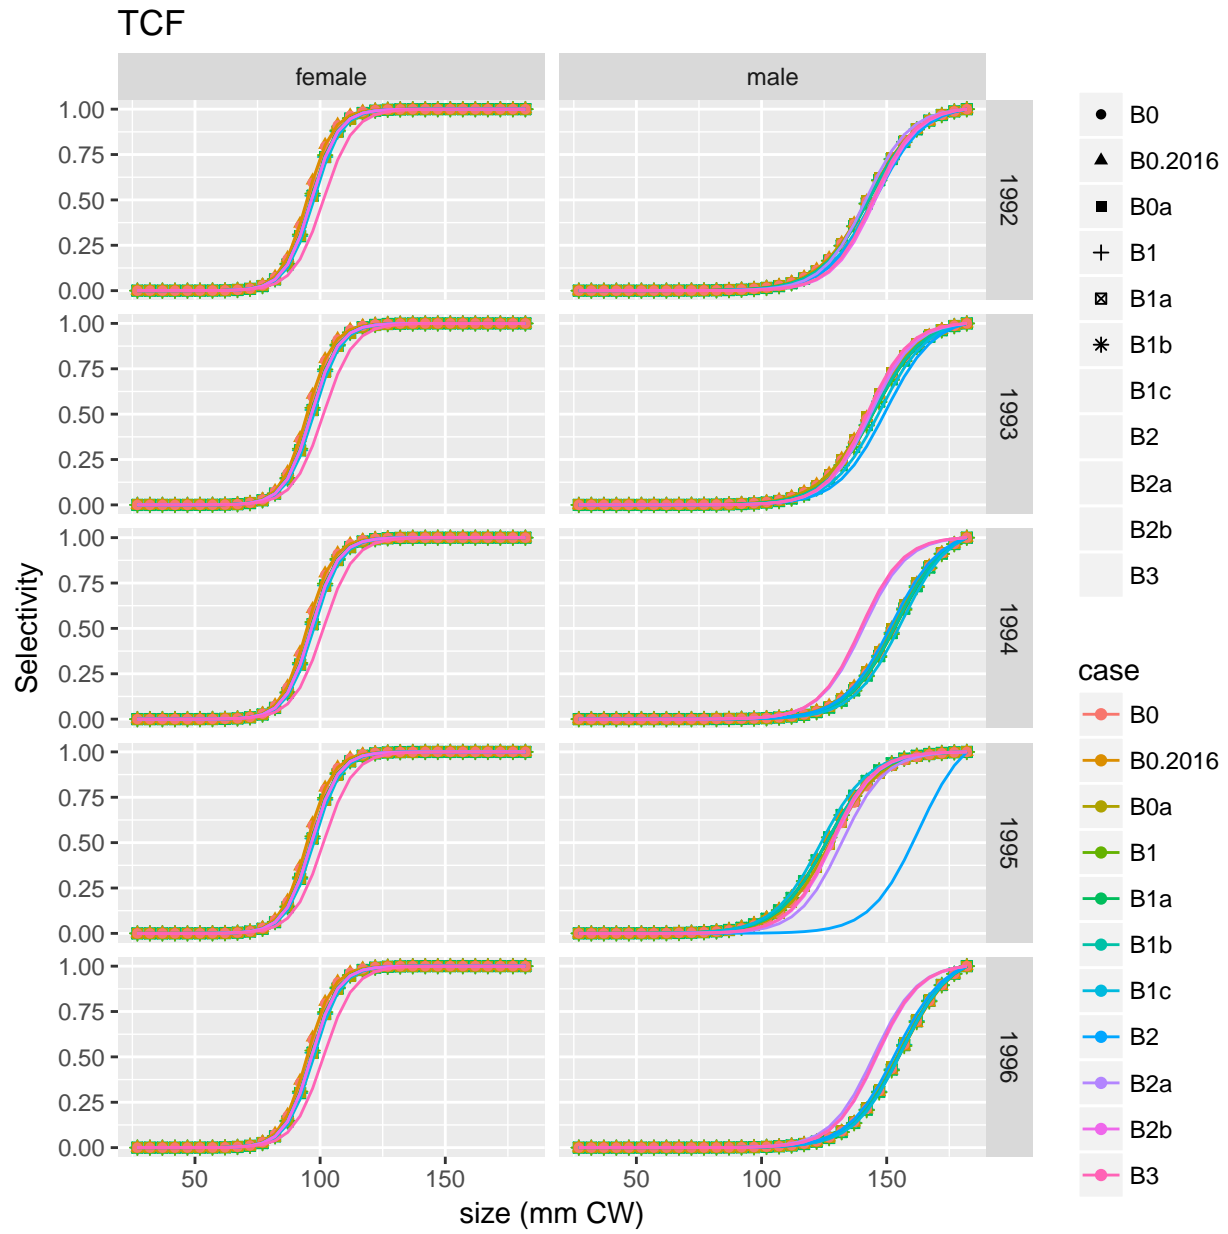 TCF
female
male
1.00
0.75
0.50
0.25
0.00
1992
1.00
0.75
0.50
0.25
0.00
1993
1.00
0.75
0.50
0.25
0.00
1994
1.00
0.75
0.50
0.25
0.00
1995
1.00
0.75
0.50
0.25
0.00
1996
50
100
150
50
100
150
size (mm CW)
Selectivity
B0
B0.2016
B0a
B1
B1a
B1b
B1c
B2
B2a
B2b
B3
case
B0
B0.2016
B0a
B1
B1a
B1b
B1c
B2
B2a
B2b
B3